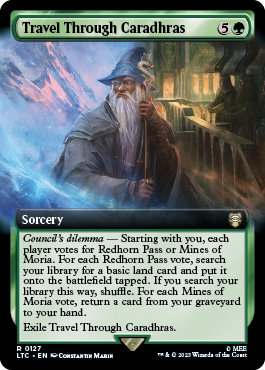 Travel Through Caradhras 5
Sorcery
Council's dilemma — Starting with you, each
player votes for Redhorn Pass or Mines of
Moria. For each Redhorn Pass vote, search
your library for a basic land card and put it
onto the battlefield tapped. If you search your
library this way, shuffle. For each Mines of
Moria vote, return a card from your graveyard
to your hand.
Exile Travel Through Caradhras.
R 0127
LTC • EN Constantin Marin
™ & © 2023 Wizards of the Coast